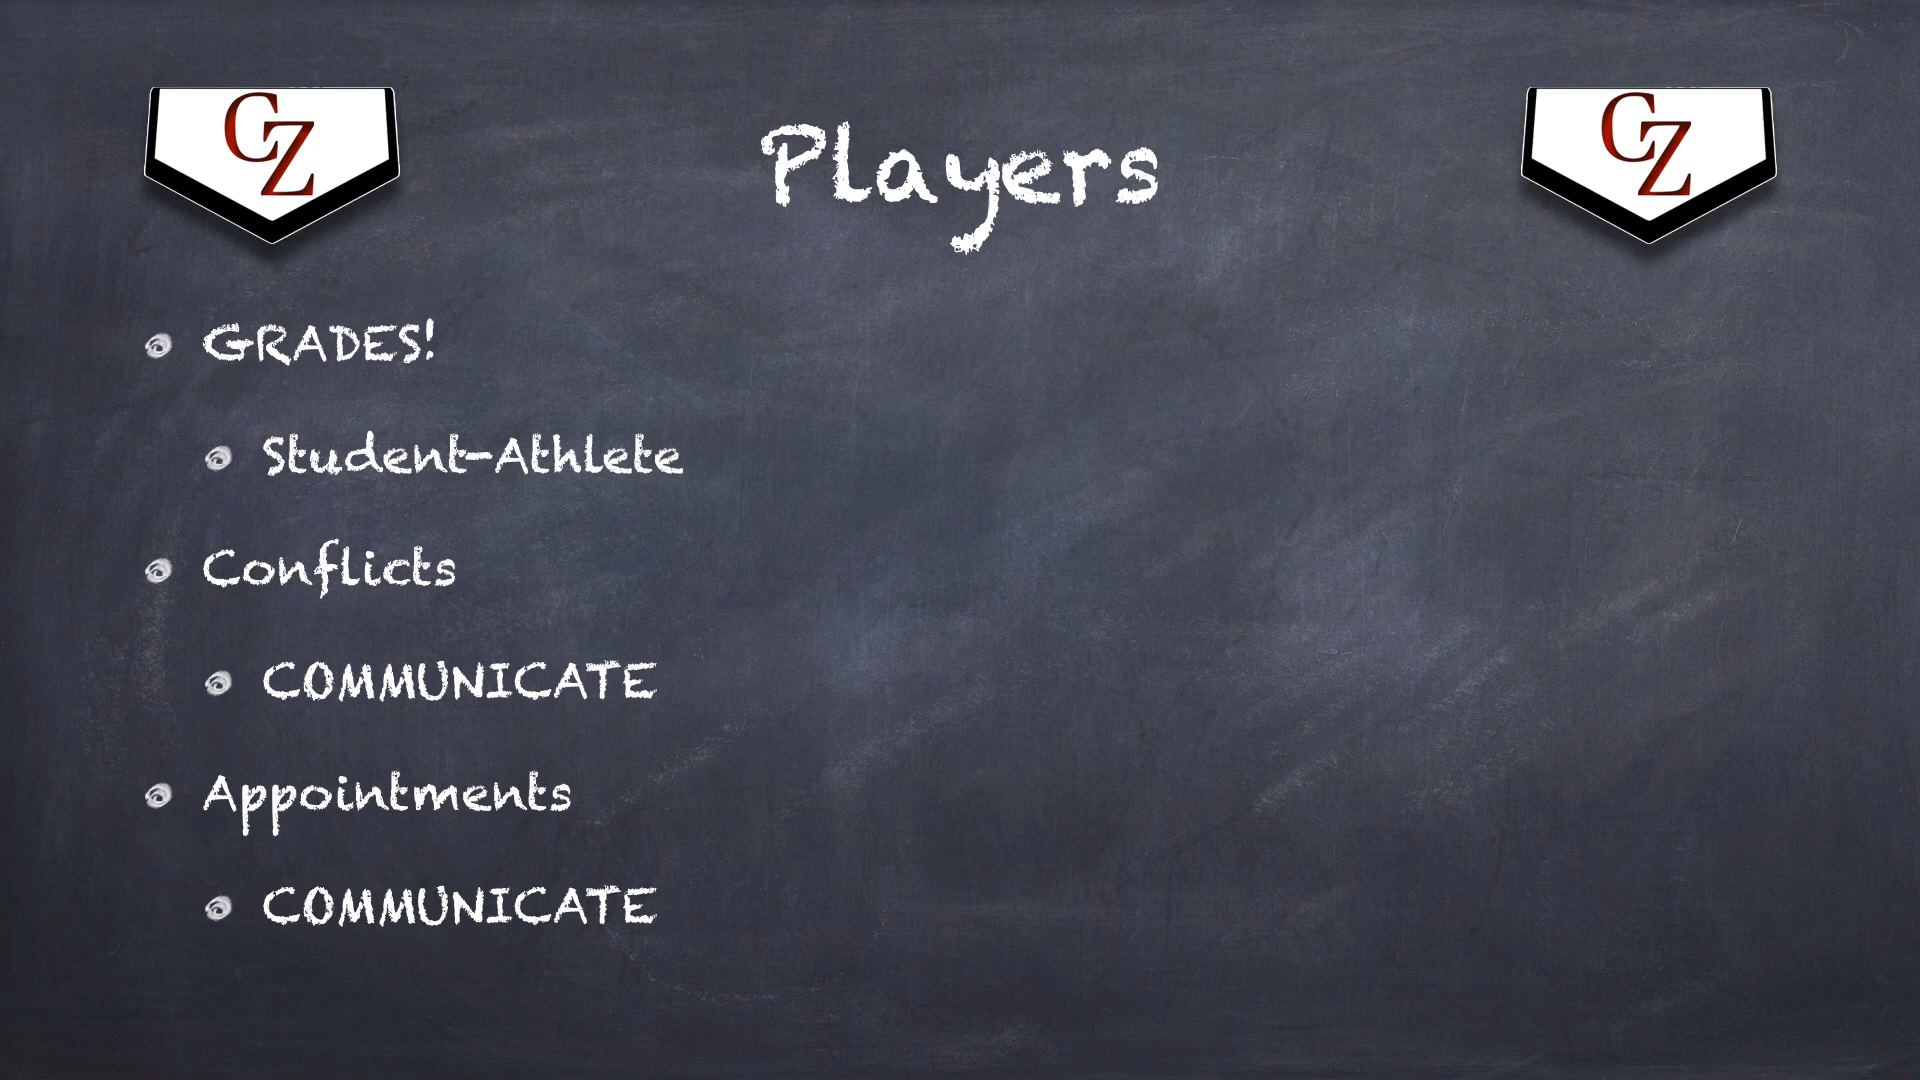 CZ
Players
CZ
GRADES!
Student-Athlete
Conflicts
COMMUNICATE
Appointments
COMMUNICATE